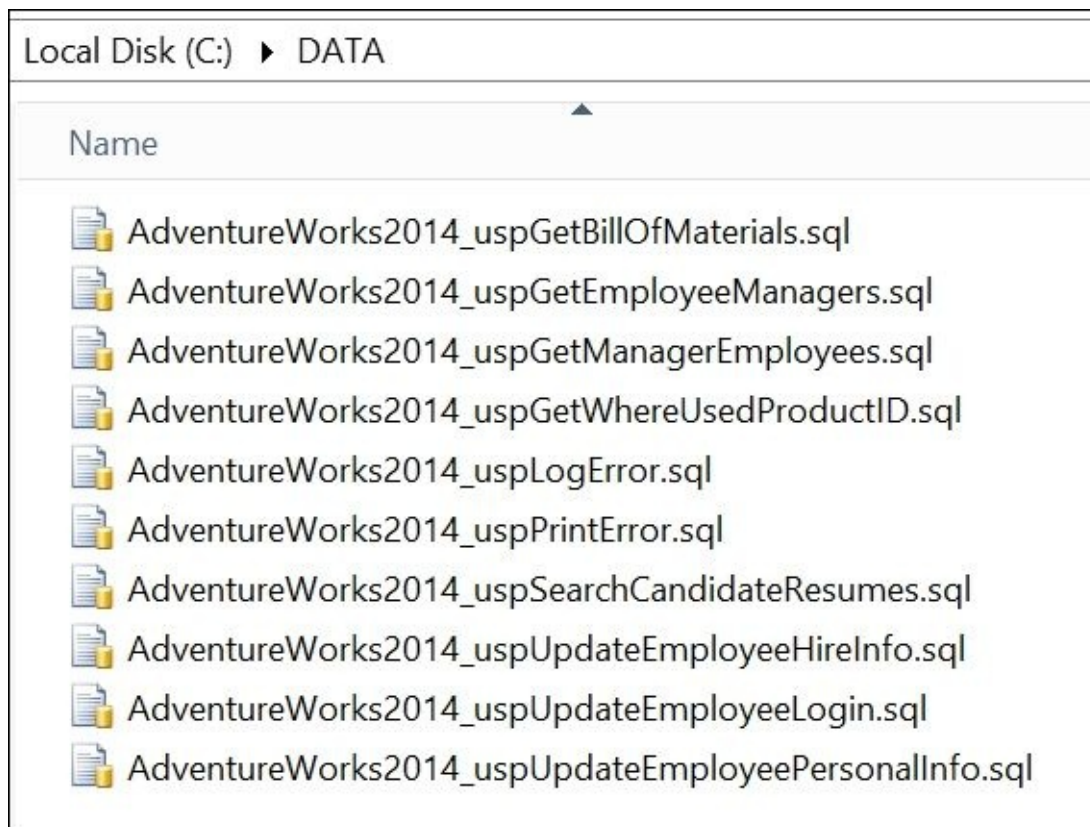 Local Disk (C:) ▸ DATA
Name
AdventureWorks2014_uspGetBillOfMaterials.sql
AdventureWorks2014_uspGetEmployeeManagers.sql
AdventureWorks2014_uspGetManagerEmployees.sql
AdventureWorks2014_uspGetWhereUsedProductID.sql
AdventureWorks2014_uspLogError.sql
AdventureWorks2014_uspPrintError.sql
AdventureWorks2014_uspSearchCandidateResumes.sql
AdventureWorks2014_uspUpdateEmployeeHireInfo.sql
AdventureWorks2014_uspUpdateEmployeeLogin.sql
AdventureWorks2014_uspUpdateEmployeePersonalInfo.sql